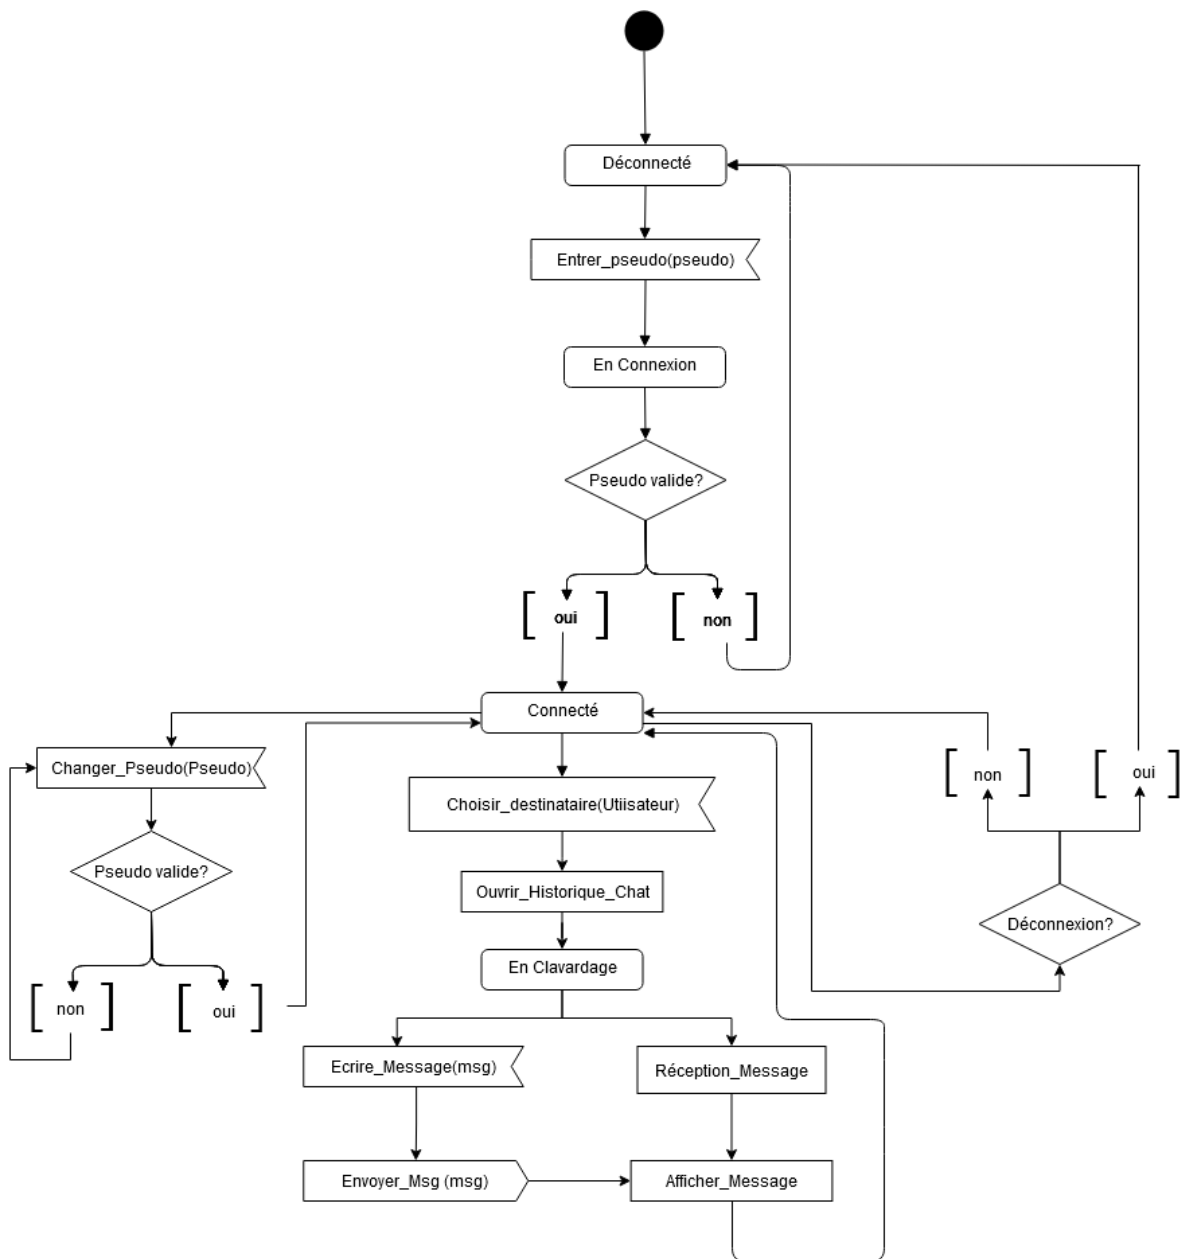 Déconnecté
Entrer_pseudo(pseudo)
En Connexion
Pseudo valide?
[ oui ]
[ non ]
Connecté
Changer_Pseudo(Pseudo)
Choisir_destinataire(Utiisateur)
[ non ]
[ oui ]
Pseudo valide?
Ouvrir_Historique_Chat
Déconnexion?
En Clavardage
[ non ]
[ oui ]
Ecrire_Message(msg)
Réception_Message
Envoyer_Msg (msg)
Afficher_Message